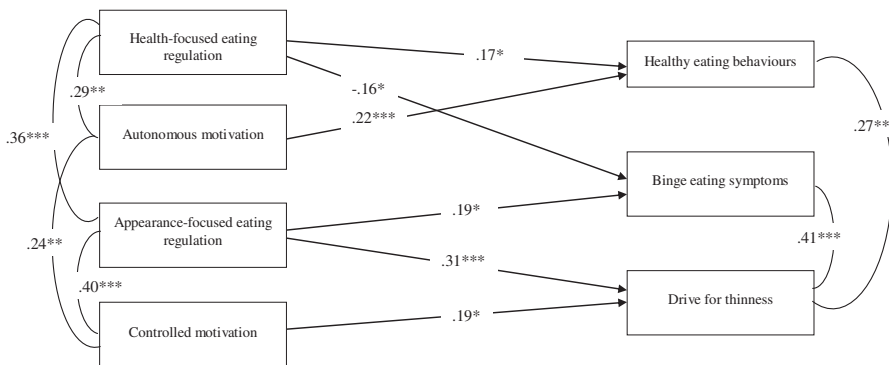 Health-focused eating
regulation
Autonomous motivation
Appearance-focused eating
regulation
Controlled motivation
.29**
.36***
.24**
.40***
.17*
-.16*
.22***
.19*
.31***
.19*
Healthy eating behaviours
Binge eating symptoms
Drive for thinness
.27**
.41***